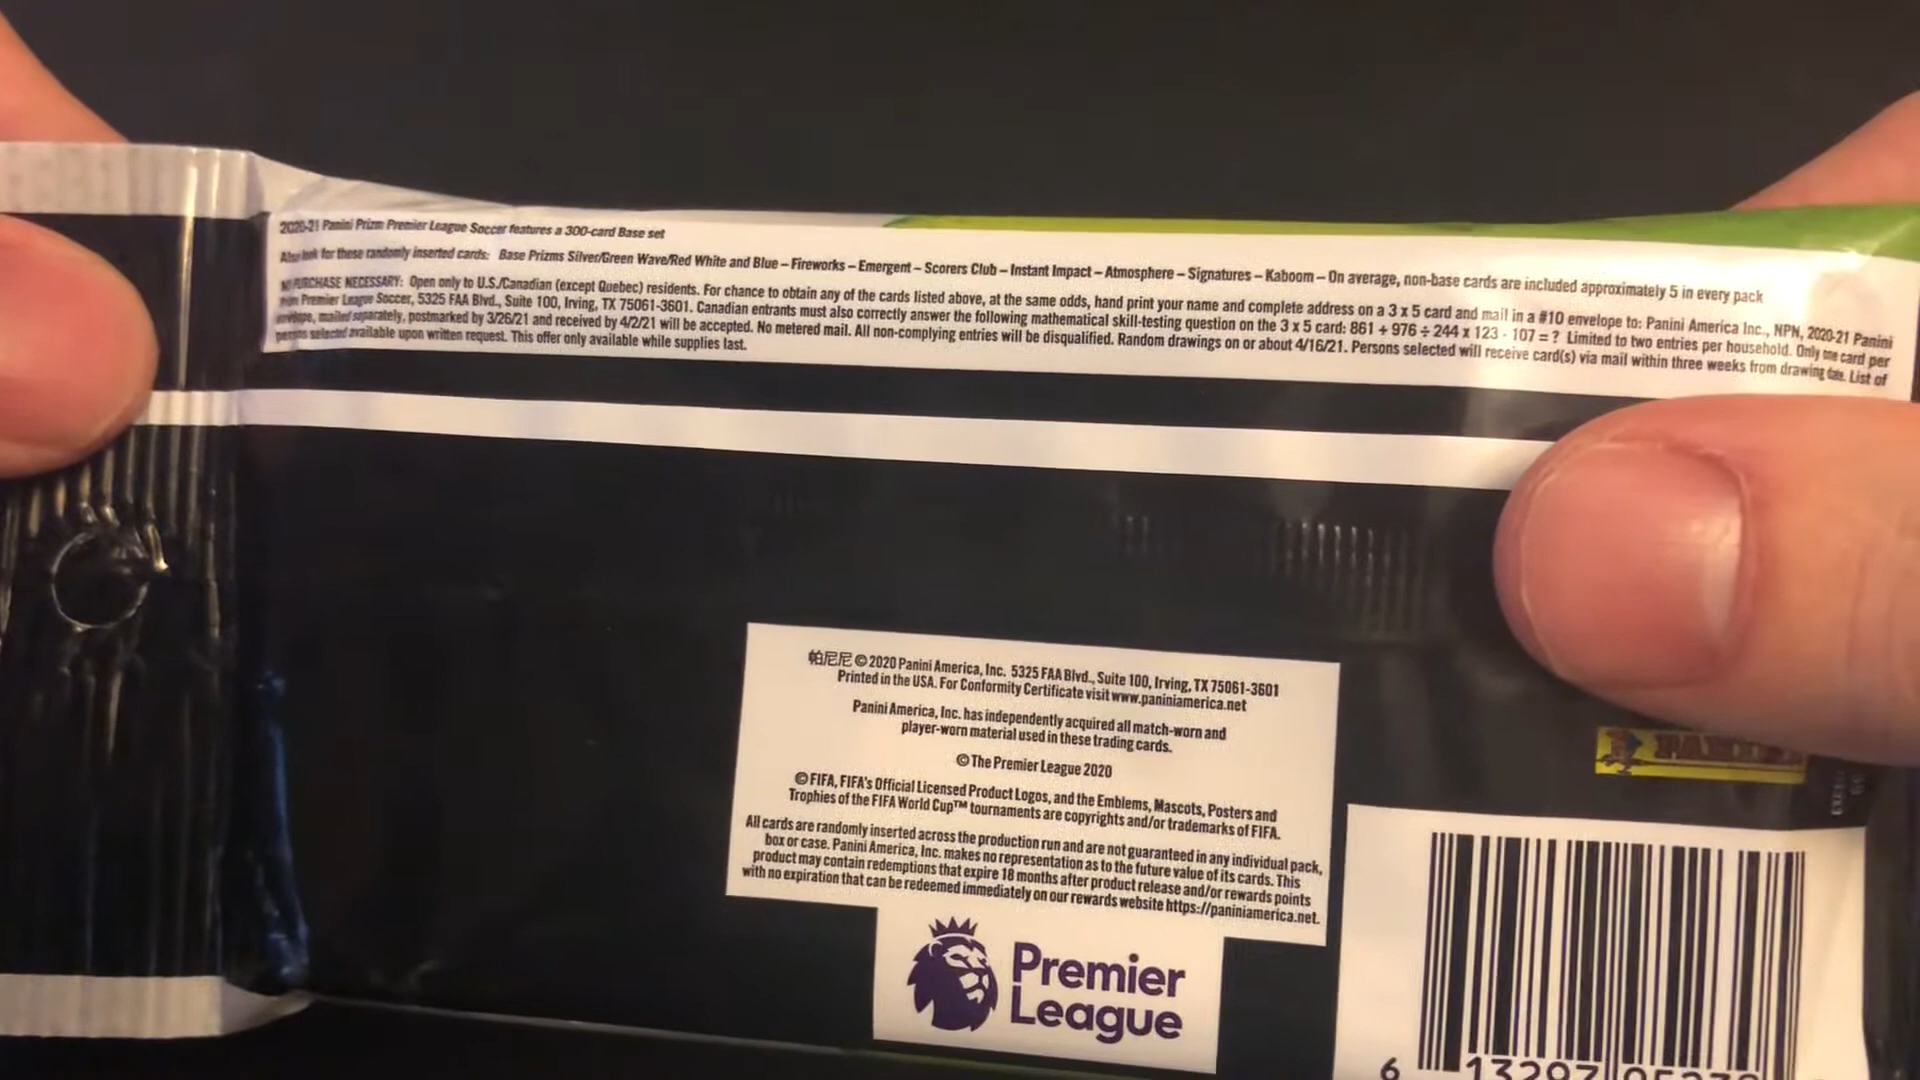 2020-21 Panini Prizm Premier League Soccer features a 300-card Base set
Also look for these randomly inserted cards: Base Prizms Silver/Green Wave/Red White and Blue – Fireworks – Emergent – Scorers Club – Instant Impact – Atmosphere – Signatures – Kaboom – On average, non-base cards are included approximately 5 in every pack
NO PURCHASE NECESSARY: Open only to U.S./Canadian (except Quebec) residents. For chance to obtain any of the cards listed above, at the same odds, hand print your name and complete address on a 3 x 5 card and mail in a #10 envelope to: Panini America Inc., NPN, 2020-21 Panini
Prizm Premier League Soccer, 5325 FAA Blvd., Suite 100, Irving, TX 75061-3601. Canadian entrants must also correctly answer the following mathematical skill-testing question on the 3 x 5 card: 861 + 976 ÷ 244 x 123 - 107 = ? Limited to two entries per household. Only one card per
envelope, mailed separately, postmarked by 3/26/21 and received by 4/2/21 will be accepted. No metered mail. All non-complying entries will be disqualified. Random drawings on or about 4/16/21. Persons selected will receive card(s) via mail within three weeks from drawing date. List of
persons selected available upon written request. This offer only available while supplies last.
帕尼尼 © 2020 Panini America, Inc. 5325 FAA Blvd., Suite 100, Irving, TX 75061-3601
Printed in the USA. For Conformity Certificate visit www.paniniamerica.net
Panini America, Inc. has independently acquired all match-worn and
player-worn material used in these trading cards.
© The Premier League 2020
© FIFA, FIFA's Official Licensed Product Logos, and the Emblems, Mascots, Posters and
Trophies of the FIFA World Cup™ tournaments are copyrights and/or trademarks of FIFA.
All cards are randomly inserted across the production run and are not guaranteed in any individual pack,
box or case. Panini America, Inc. makes no representation as to the future value of its cards. This
product may contain redemptions that expire 18 months after product release and/or rewards points
with no expiration that can be redeemed immediately on our rewards website https://paniniamerica.net.
Premier
League
PANINI
6 13297